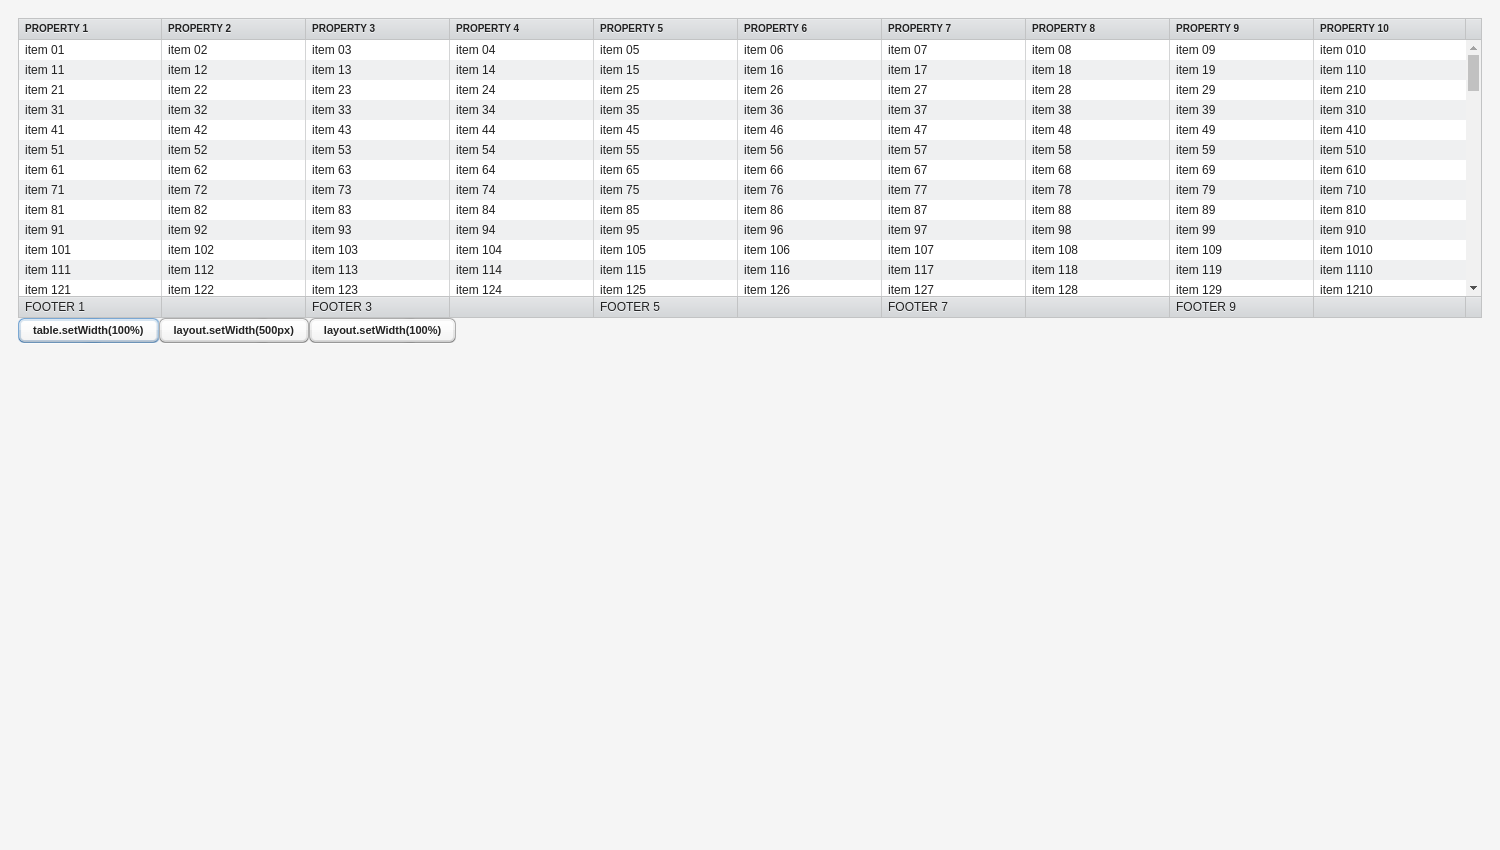 PROPERTY 1 PROPERTY 2 PROPERTY 3 PROPERTY 4 PROPERTY 5 PROPERTY 6 PROPERTY 7 PROPERTY 8 PROPERTY 9 PROPERTY 10
item 01 item 02 item 03 item 04 item 05 item 06 item 07 item 08 item 09 item 010
item 11 item 12 item 13 item 14 item 15 item 16 item 17 item 18 item 19 item 110
item 21 item 22 item 23 item 24 item 25 item 26 item 27 item 28 item 29 item 210
item 31 item 32 item 33 item 34 item 35 item 36 item 37 item 38 item 39 item 310
item 41 item 42 item 43 item 44 item 45 item 46 item 47 item 48 item 49 item 410
item 51 item 52 item 53 item 54 item 55 item 56 item 57 item 58 item 59 item 510
item 61 item 62 item 63 item 64 item 65 item 66 item 67 item 68 item 69 item 610
item 71 item 72 item 73 item 74 item 75 item 76 item 77 item 78 item 79 item 710
item 81 item 82 item 83 item 84 item 85 item 86 item 87 item 88 item 89 item 810
item 91 item 92 item 93 item 94 item 95 item 96 item 97 item 98 item 99 item 910
item 101 item 102 item 103 item 104 item 105 item 106 item 107 item 108 item 109 item 1010
item 111 item 112 item 113 item 114 item 115 item 116 item 117 item 118 item 119 item 1110
item 121 item 122 item 123 item 124 item 125 item 126 item 127 item 128 item 129 item 1210
FOOTER 1 FOOTER 3 FOOTER 5 FOOTER 7 FOOTER 9
table.setWidth(100%) layout.setWidth(500px) layout.setWidth(100%)